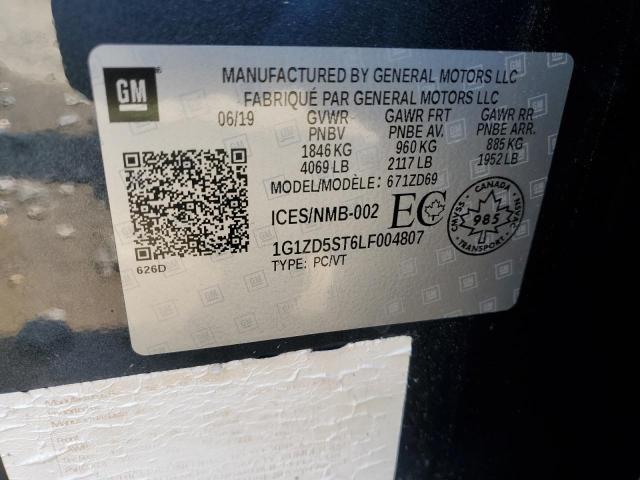 GM
MANUFACTURED BY GENERAL MOTORS LLC
FABRIQUÉ PAR GENERAL MOTORS LLC
06/19 GVWR GAWR FRT GAWR RR
PNBV PNBE AV. PNBE ARR.
1846 KG 960 KG 885 KG
4069 LB 2117 LB 1952 LB
MODEL/MODÈLE: 671ZD69
ICES/NMB-002 EC
CANADA
CMVSS 985 NSVAC
TRANSPORT
1G1ZD5ST6LF004807
TYPE: PC/VT
626D